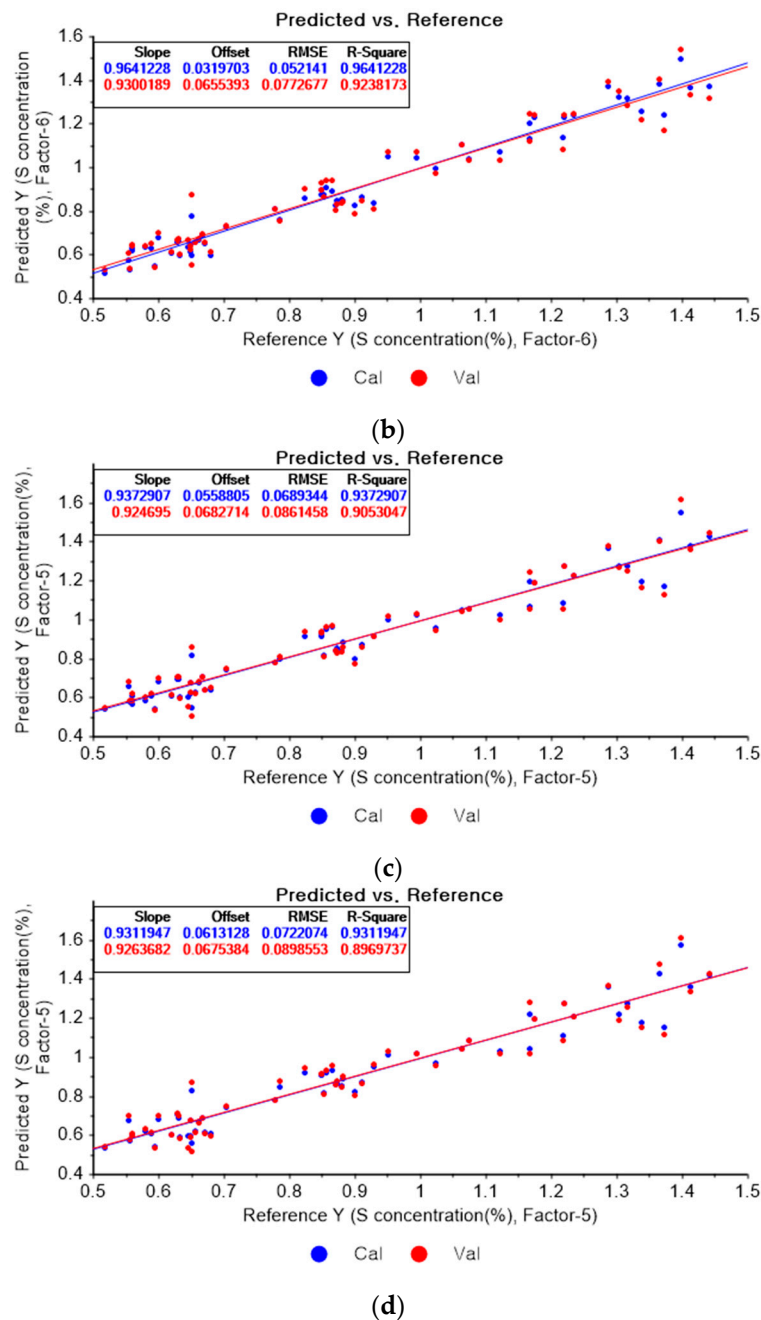 Predicted vs. Reference
Slope Offset RMSE R-Square
0.9641228 0.0319703 0.052141 0.9641228
0.9300189 0.0655393 0.0772677 0.9238173
Predicted Y (S concentration
(%), Factor-6)
1.6
1.4
1.2
1.0
0.8
0.6
0.4
0.5 0.6 0.7 0.8 0.9 1 1.1 1.2 1.3 1.4 1.5
Reference Y (S concentration(%), Factor-6)
Cal Val
(b)
Predicted vs. Reference
Slope Offset RMSE R-Square
0.9372907 0.0558805 0.0689344 0.9372907
0.924695 0.0682714 0.0861458 0.9053047
Predicted Y (S concentration(%),
Factor-5)
1.6
1.4
1.2
1.0
0.8
0.6
0.4
0.5 0.6 0.7 0.8 0.9 1 1.1 1.2 1.3 1.4 1.5
Reference Y (S concentration(%), Factor-5)
Cal Val
(c)
Predicted vs. Reference
Slope Offset RMSE R-Square
0.9311947 0.0613128 0.0722074 0.9311947
0.9263682 0.0675384 0.0898553 0.8969737
Predicted Y (S concentration(%),
Factor-5)
1.6
1.4
1.2
1.0
0.8
0.6
0.4
0.5 0.6 0.7 0.8 0.9 1 1.1 1.2 1.3 1.4 1.5
Reference Y (S concentration(%), Factor-5)
Cal Val
(d)